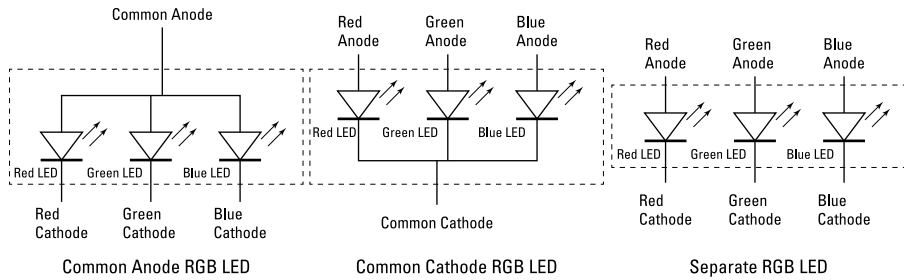 Common Anode
Red LED
Green LED
Blue LED
Red
Cathode
Green
Cathode
Blue
Cathode
Common Anode RGB LED
Red
Anode
Green
Anode
Blue
Anode
Red LED
Green LED
Blue LED
Common Cathode
Common Cathode RGB LED
Red
Anode
Green
Anode
Blue
Anode
Red LED
Green LED
Blue LED
Red
Cathode
Green
Cathode
Blue
Cathode
Separate RGB LED